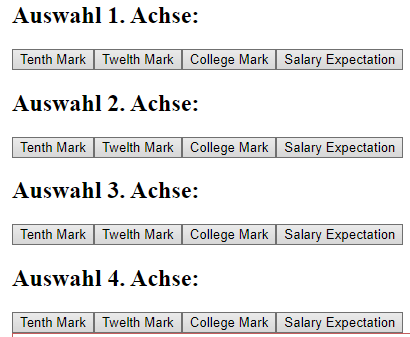 Auswahl 1. Achse:
Tenth Mark Twelth Mark College Mark Salary Expectation
Auswahl 2. Achse:
Tenth Mark Twelth Mark College Mark Salary Expectation
Auswahl 3. Achse:
Tenth Mark Twelth Mark College Mark Salary Expectation
Auswahl 4. Achse:
Tenth Mark Twelth Mark College Mark Salary Expectation